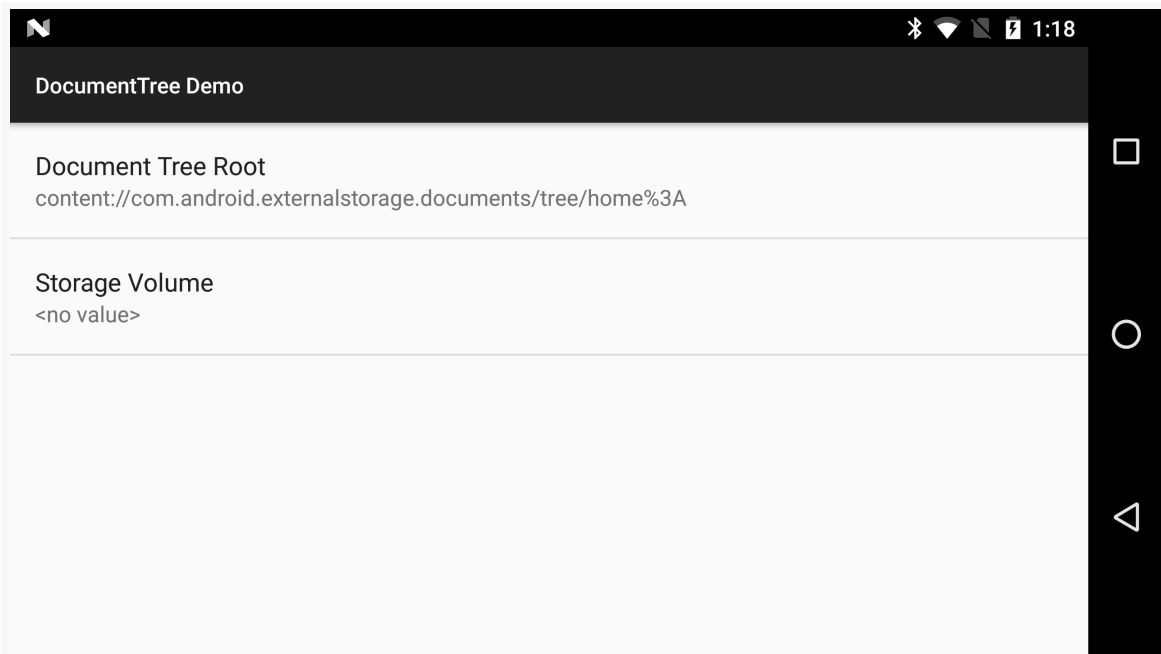 1:18
DocumentTree Demo
Document Tree Root
content://com.android.externalstorage.documents/tree/home%3A
Storage Volume
<no value>